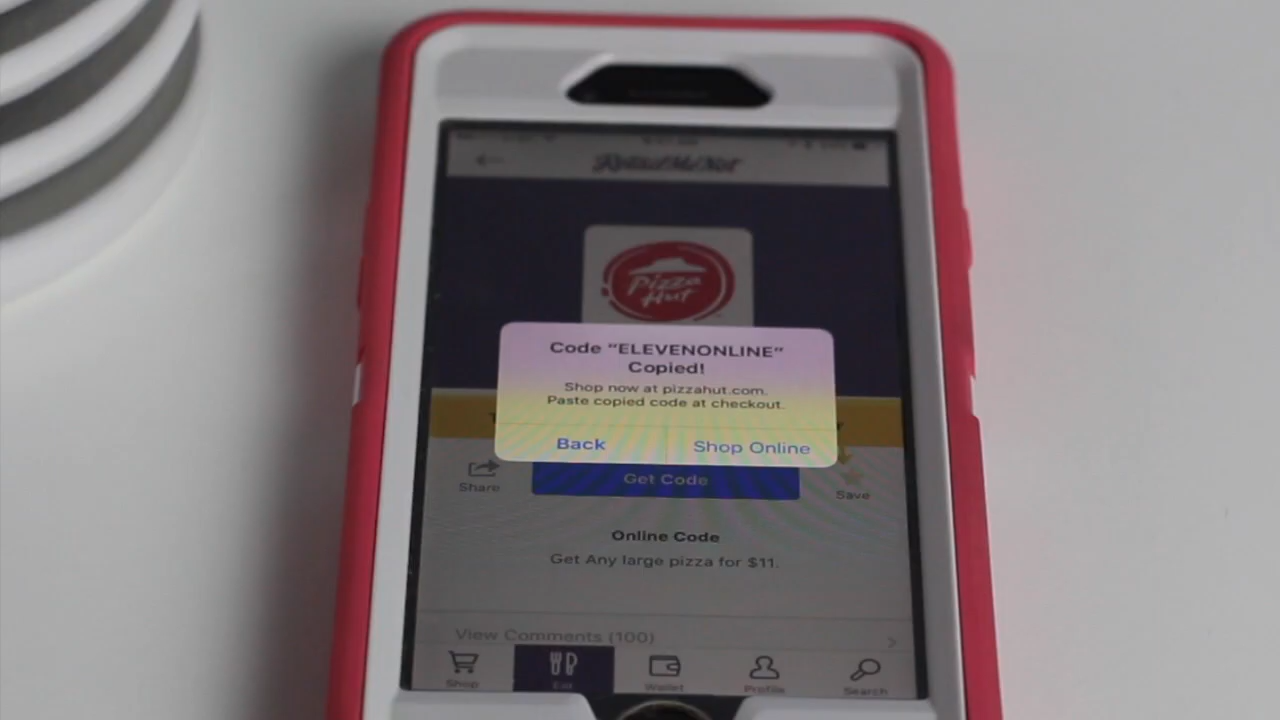 RetailMeNot
Pizza
Hut
Code “ELEVENONLINE”
Copied!
Shop now at pizzahut.com.
Paste copied code at checkout.
Back
Shop Online
Share
Get Code
Save
Online Code
Get Any large pizza for $11.
View Comments (100)
Shop
Eat
Wallet
Profile
Search